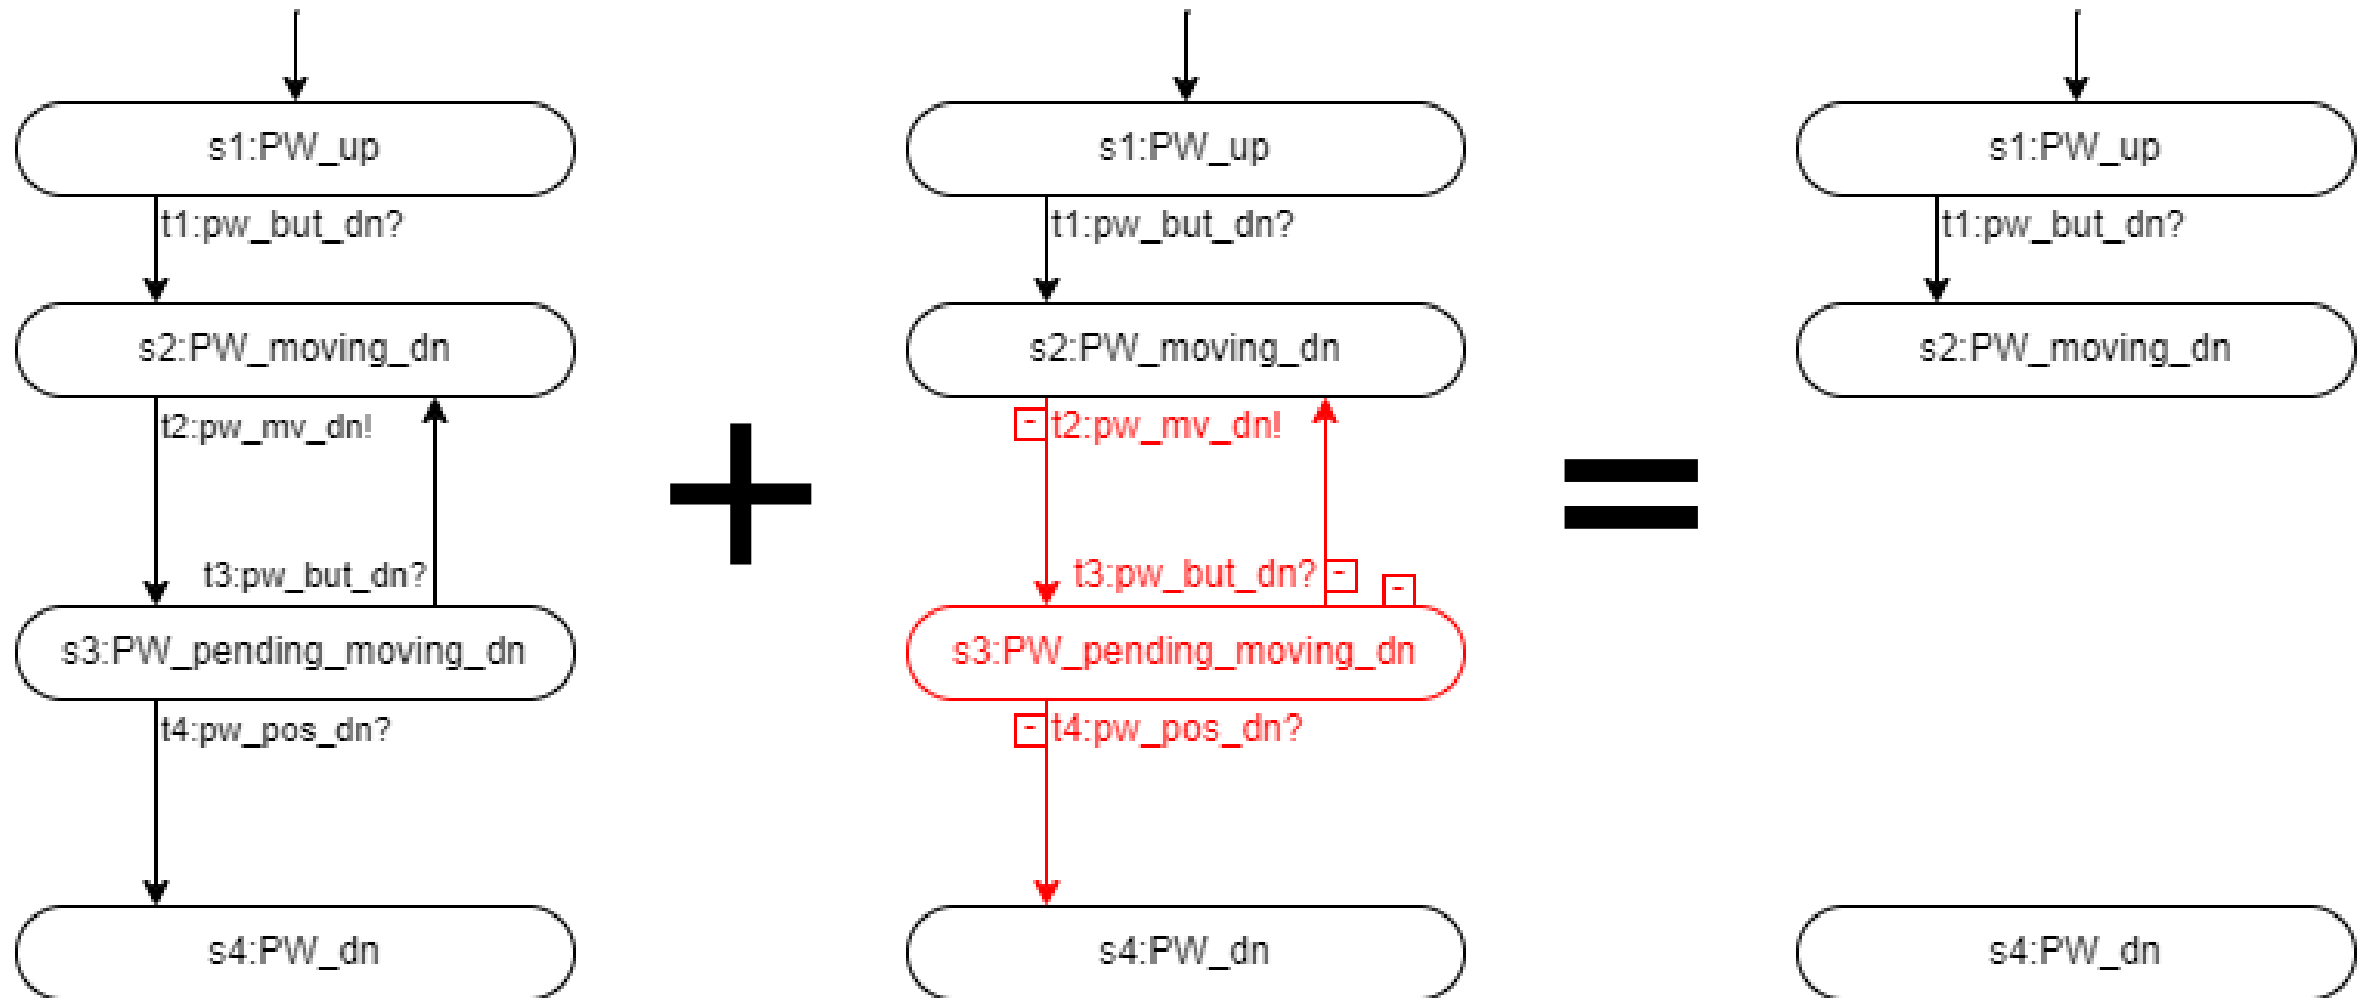 s1:PW_up
t1:pw_but_dn?
s2:PW_moving_dn
t2:pw_mv_dn!
t3:pw_but_dn?
s3:PW_pending_moving_dn
t4:pw_pos_dn?
s4:PW_dn
+
s1:PW_up
t1:pw_but_dn?
s2:PW_moving_dn
- t2:pw_mv_dn!
t3:pw_but_dn? -
-
s3:PW_pending_moving_dn
- t4:pw_pos_dn?
s4:PW_dn
=
s1:PW_up
t1:pw_but_dn?
s2:PW_moving_dn
s4:PW_dn